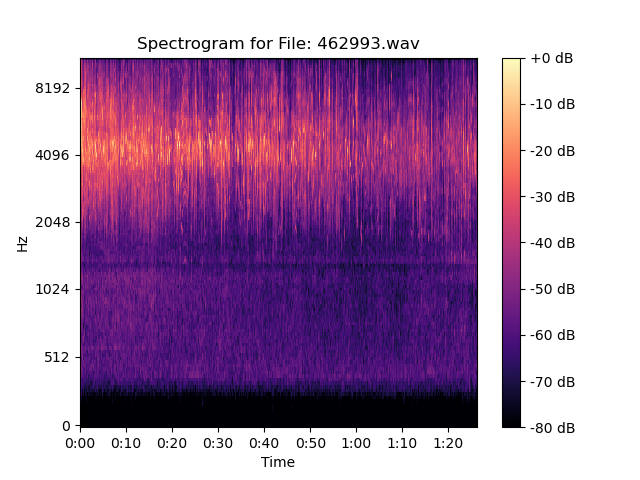 Spectrogram for File: 462993.wav
8192
4096
2048
1024
512
0
Hz
0:00 0:10 0:20 0:30 0:40 0:50 1:00 1:10 1:20
Time
+0 dB
-10 dB
-20 dB
-30 dB
-40 dB
-50 dB
-60 dB
-70 dB
-80 dB